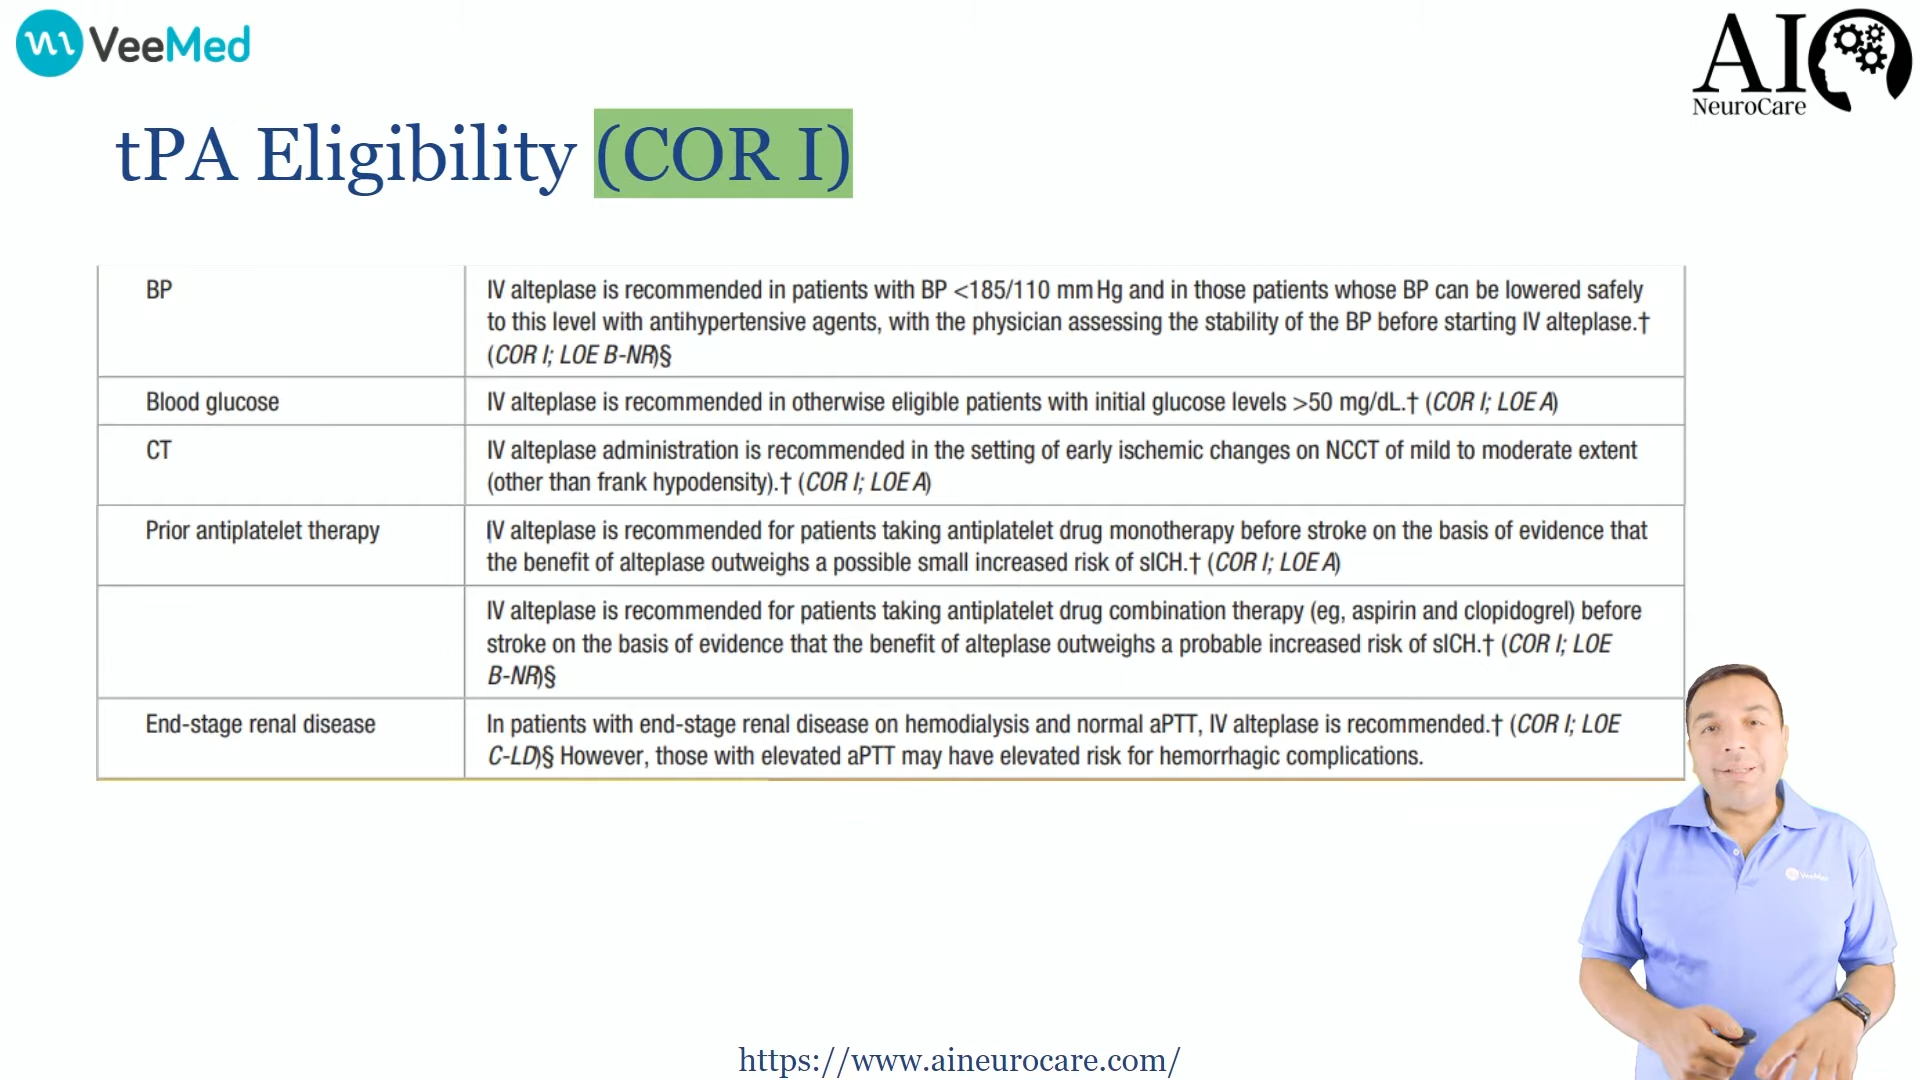 VeeMed
AI
NeuroCare
tPA Eligibility (COR I)
BP
IV alteplase is recommended in patients with BP <185/110 mm Hg and in those patients whose BP can be lowered safely
to this level with antihypertensive agents, with the physician assessing the stability of the BP before starting IV alteplase.†
(COR I; LOE B-NR)§
Blood glucose
IV alteplase is recommended in otherwise eligible patients with initial glucose levels >50 mg/dL.† (COR I; LOE A)
CT
IV alteplase administration is recommended in the setting of early ischemic changes on NCCT of mild to moderate extent
(other than frank hypodensity).† (COR I; LOE A)
Prior antiplatelet therapy
IV alteplase is recommended for patients taking antiplatelet drug monotherapy before stroke on the basis of evidence that
the benefit of alteplase outweighs a possible small increased risk of sICH.† (COR I; LOE A)
IV alteplase is recommended for patients taking antiplatelet drug combination therapy (eg, aspirin and clopidogrel) before
stroke on the basis of evidence that the benefit of alteplase outweighs a probable increased risk of sICH.† (COR I; LOE
B-NR)§
End-stage renal disease
In patients with end-stage renal disease on hemodialysis and normal aPTT, IV alteplase is recommended.† (COR I; LOE
C-LD)§ However, those with elevated aPTT may have elevated risk for hemorrhagic complications.
VeeMed
https://www.aineurocare.com/